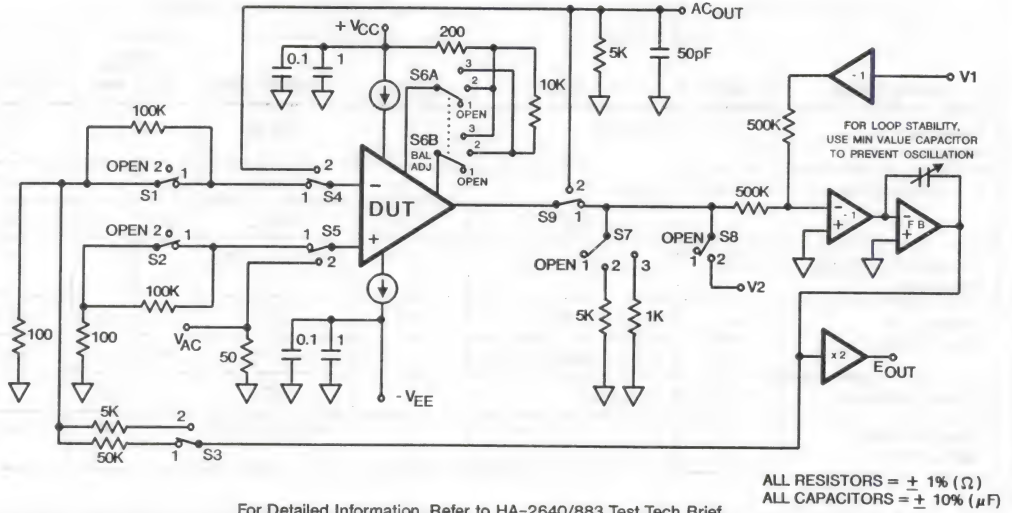 AC OUT
+ VCC
200
0.1
1
S6A
3
2
1
OPEN
10K
5K
50pF
- 1
V1
500K
FOR LOOP STABILITY,
USE MIN VALUE CAPACITOR
TO PREVENT OSCILLATION
100K
OPEN 2
1
S1
2
1
S4
S6B
BAL
ADJ
3
2
1
OPEN
−
DUT
+
2
S9
1
500K
−
- 1
+
−
F B
+
OPEN 2
1
S2
1
S5
2
100K
S7
OPEN 1
2
3
OPEN
S8
1
2
V2
100
100
VAC
50
0.1
1
- VEE
5K
1K
x 2
EOUT
5K
2
50K
1
S3
ALL RESISTORS = ± 1% (Ω)
ALL CAPACITORS = ± 10% (μF)
For Detailed Information, Refer to HA-2640/883 Test Tech Brief